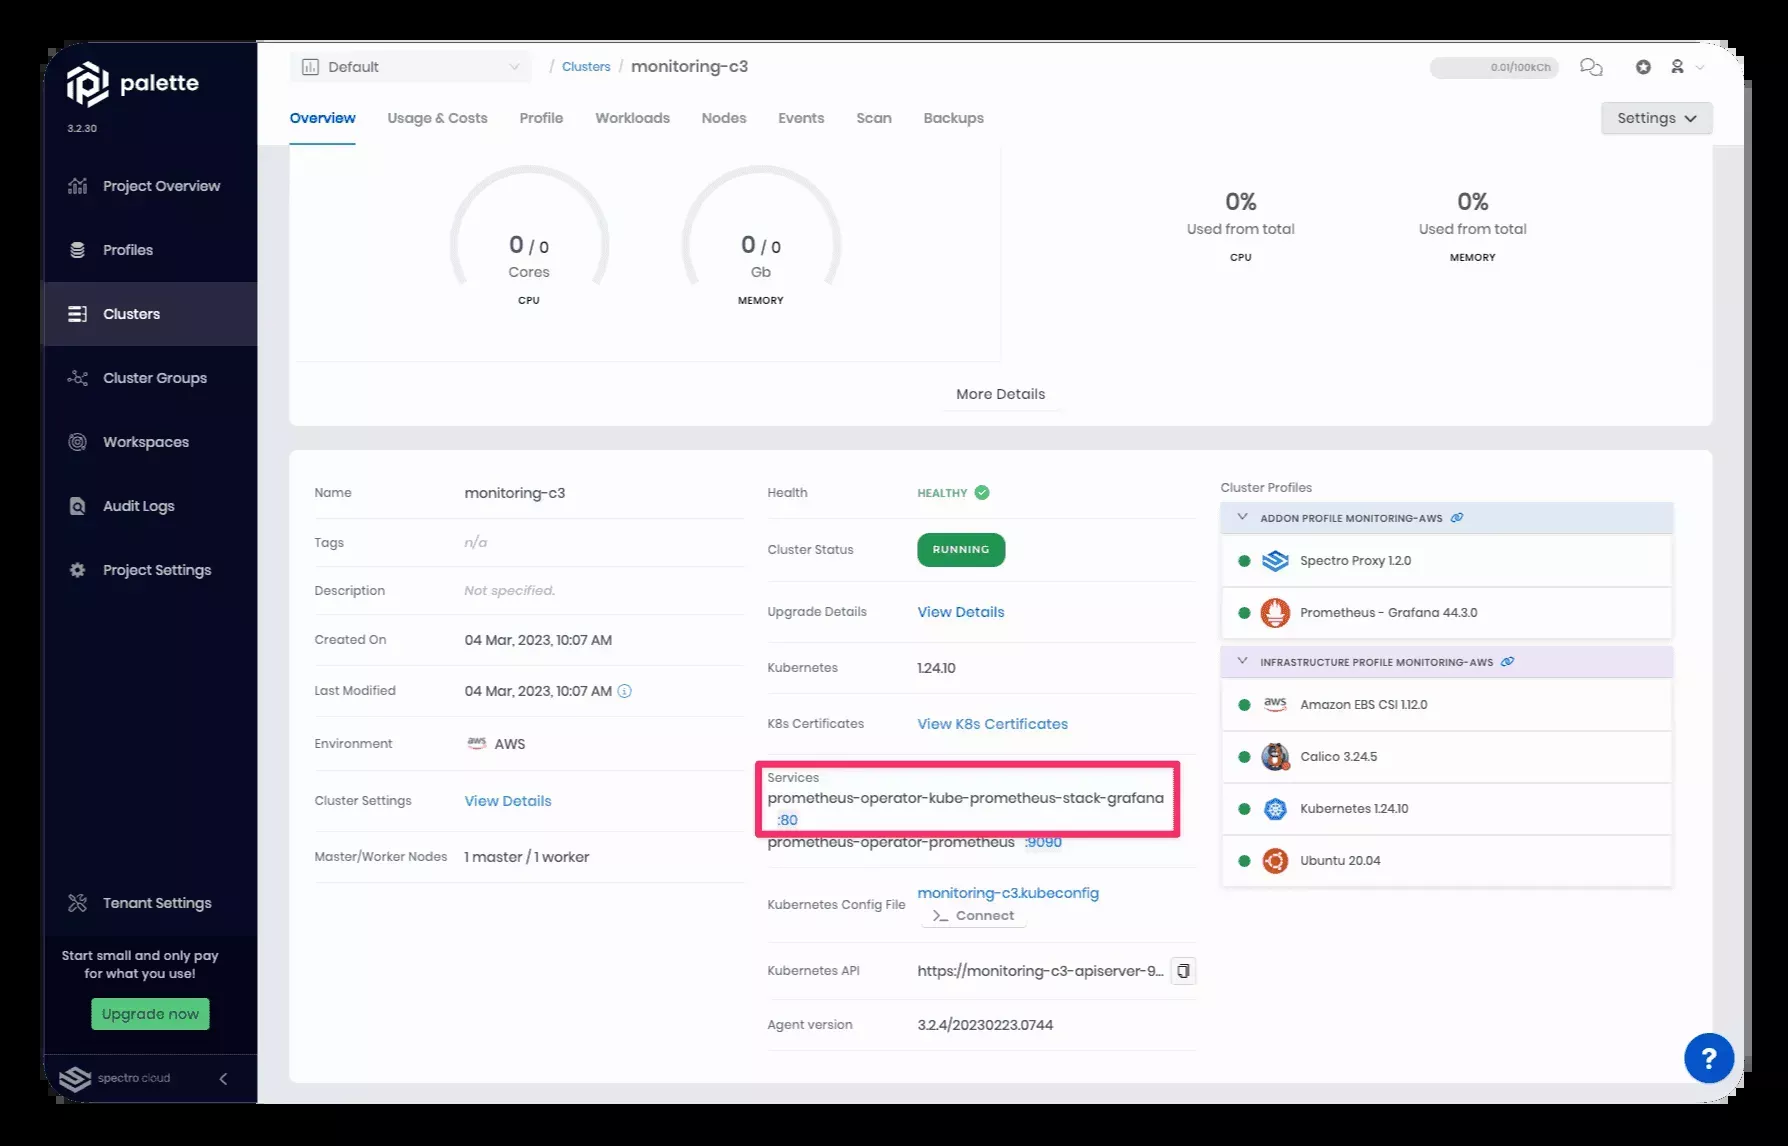 palette
3.2.30
Project Overview
Profiles
Clusters
Cluster Groups
Workspaces
Audit Logs
Project Settings
Tenant Settings
Start small and only pay
for what you use!
Upgrade now
spectro cloud
Default
/ Clusters / monitoring-c3
0.01/100kCh
Overview Usage & Costs Profile Workloads Nodes Events Scan Backups
Settings
0 / 0
Cores
CPU
0 / 0
Gb
MEMORY
0%
Used from total
CPU
0%
Used from total
MEMORY
More Details
Name monitoring-c3
Tags n/a
Description Not specified.
Created On 04 Mar, 2023, 10:07 AM
Last Modified 04 Mar, 2023, 10:07 AM
Environment aws AWS
Cluster Settings View Details
Master/Worker Nodes 1 master / 1 worker
Health HEALTHY
Cluster Status RUNNING
Upgrade Details View Details
Kubernetes 1.24.10
K8s Certificates View K8s Certificates
Services
prometheus-operator-kube-prometheus-stack-grafana
:80
prometheus-operator-prometheus :9090
Kubernetes Config File monitoring-c3.kubeconfig
>_ Connect
Kubernetes API https://monitoring-c3-apiserver-9...
Agent version 3.2.4/20230223.0744
Cluster Profiles
ADDON PROFILE MONITORING-AWS
Spectro Proxy 1.2.0
Prometheus - Grafana 44.3.0
INFRASTRUCTURE PROFILE MONITORING-AWS
aws Amazon EBS CSI 1.12.0
Calico 3.24.5
Kubernetes 1.24.10
Ubuntu 20.04
?